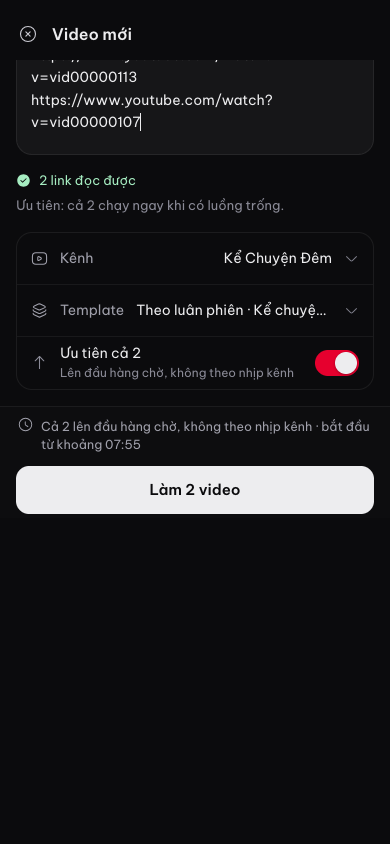 Video mới
v=vid00000113
https://www.youtube.com/watch?
v=vid00000107
2 link đọc được
Ưu tiên: cả 2 chạy ngay khi có luồng trống.
Kênh
Kể Chuyện Đêm
Template
Theo luân phiên · Kể chuyệ...
Ưu tiên cả 2
Lên đầu hàng chờ, không theo nhịp kênh
Cả 2 lên đầu hàng chờ, không theo nhịp kênh · bắt đầu
từ khoảng 07:55
Làm 2 video